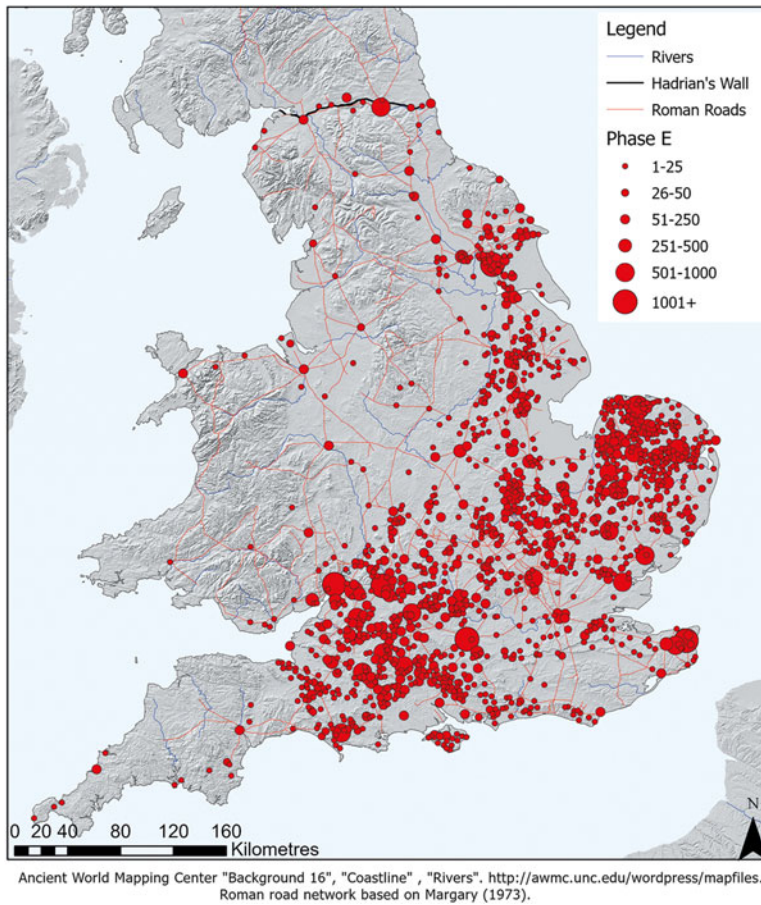 Legend
Rivers
Hadrian's Wall
Roman Roads
Phase E
1-25
26-50
51-250
251-500
501-1000
1001+
N
0 20 40 80 120 160
Kilometres
Ancient World Mapping Center "Background 16", "Coastline" , "Rivers". http://awmc.unc.edu/wordpress/mapfiles.
Roman road network based on Margary (1973).